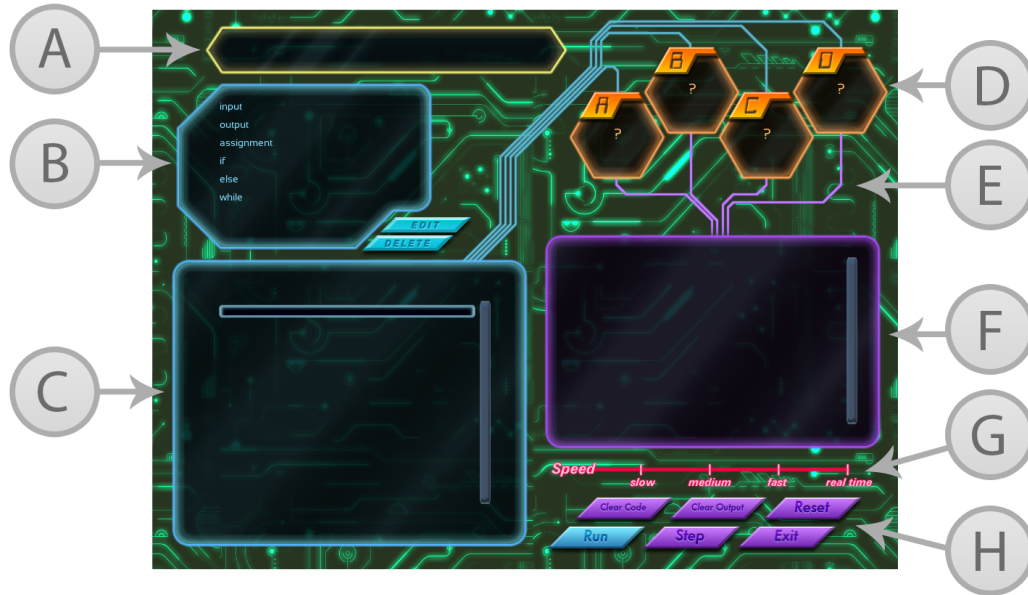 A
B
D
B
A
C
D
?
?
?
?
input
output
assignment
if
else
while
E
EDIT
DELETE
F
C
G
Speed
slow
medium
fast
real time
Clear Code
Clear Output
Reset
Run
Step
Exit
H